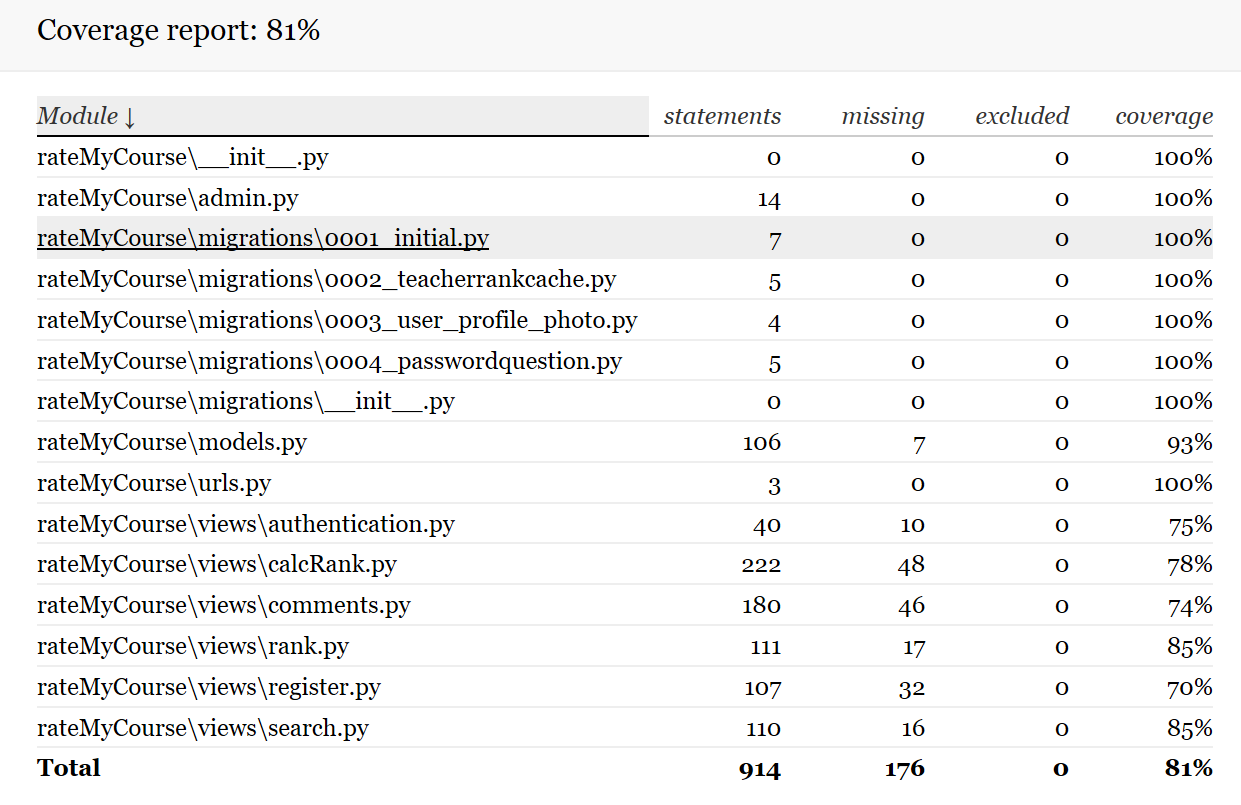 Coverage report: 81%
Module ↓ statements missing excluded coverage
rateMyCourse\__init__.py 0 0 0 100%
rateMyCourse\admin.py 14 0 0 100%
rateMyCourse\migrations\0001_initial.py 7 0 0 100%
rateMyCourse\migrations\0002_teacherrankcache.py 5 0 0 100%
rateMyCourse\migrations\0003_user_profile_photo.py 4 0 0 100%
rateMyCourse\migrations\0004_passwordquestion.py 5 0 0 100%
rateMyCourse\migrations\__init__.py 0 0 0 100%
rateMyCourse\models.py 106 7 0 93%
rateMyCourse\urls.py 3 0 0 100%
rateMyCourse\views\authentication.py 40 10 0 75%
rateMyCourse\views\calcRank.py 222 48 0 78%
rateMyCourse\views\comments.py 180 46 0 74%
rateMyCourse\views\rank.py 111 17 0 85%
rateMyCourse\views\register.py 107 32 0 70%
rateMyCourse\views\search.py 110 16 0 85%
Total 914 176 0 81%